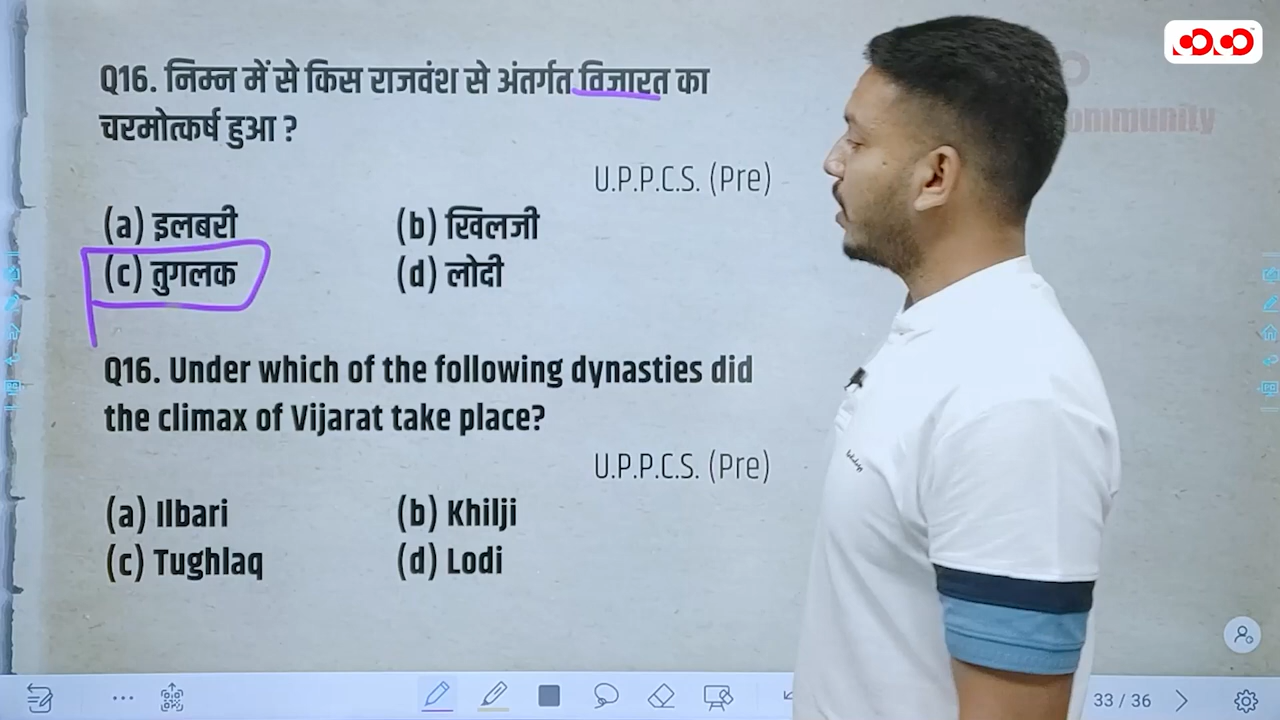 Q16. निम्न में से किस राजवंश से अंतर्गत विजारत का
चरमोत्कर्ष हुआ ?
U.P.P.C.S. (Pre)
(a) इलबरी (b) खिलजी
(c) तुगलक (d) लोदी
Q16. Under which of the following dynasties did
the climax of Vijarat take place?
U.P.P.C.S. (Pre)
(a) Ilbari (b) Khilji
(c) Tughlaq (d) Lodi
ommunity
33 / 36